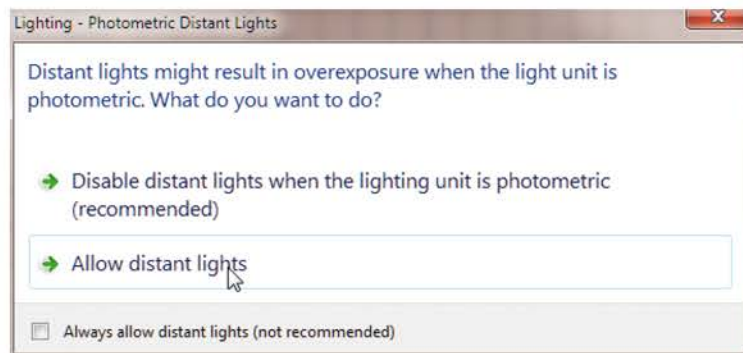 Lighting - Photometric Distant Lights
Distant lights might result in overexposure when the light unit is
photometric. What do you want to do?
Disable distant lights when the lighting unit is photometric
(recommended)
Allow distant lights
Always allow distant lights (not recommended)